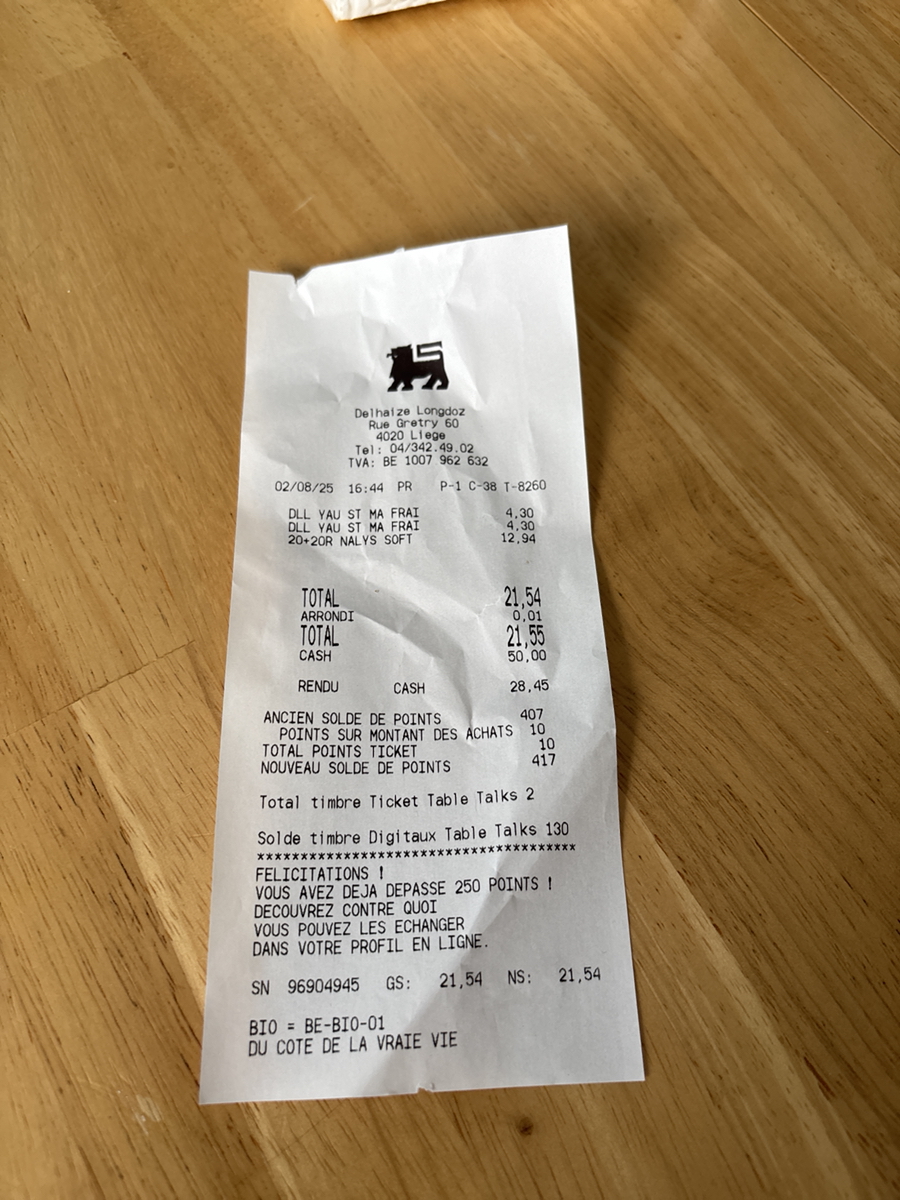 Delhaize Longdoz
Rue Gretry 60
4020 Liege
Tel: 04/342.49.02
TVA: BE 1007 962 632
02/08/25 16:44 PR P-1 C-38 T-8260
DLL YAU ST MA FRAI 4,30
DLL YAU ST MA FRAI 4,30
20+20R NALYS SOFT 12,94
TOTAL 21,54
ARRONDI 0,01
TOTAL 21,55
CASH 50,00
RENDU CASH 28,45
ANCIEN SOLDE DE POINTS 407
POINTS SUR MONTANT DES ACHATS 10
TOTAL POINTS TICKET 10
NOUVEAU SOLDE DE POINTS 417
Total timbre Ticket Table Talks 2
Solde timbre Digitaux Table Talks 130
***************************************
FELICITATIONS !
VOUS AVEZ DEJA DEPASSE 250 POINTS !
DECOUVREZ CONTRE QUOI
VOUS POUVEZ LES ECHANGER
DANS VOTRE PROFIL EN LIGNE.
SN 96904945 GS: 21,54 NS: 21,54
BIO = BE-BIO-01
DU COTE DE LA VRAIE VIE